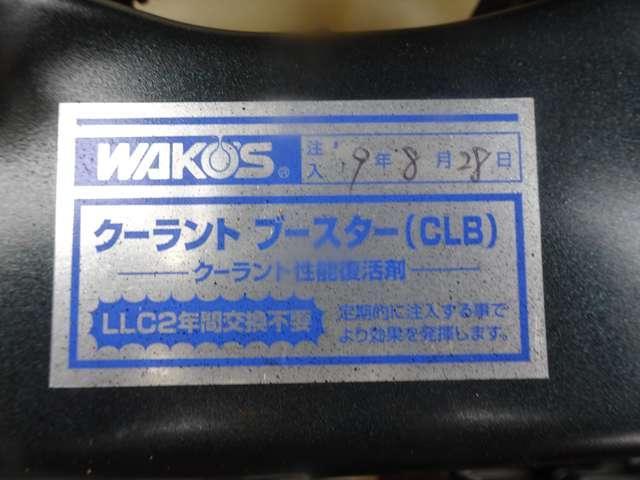 WAKO'S® 注入 '9年8月28日
クーラント ブースター(CLB)
クーラント性能復活剤
LLC2年間交換不要
定期的に注入する事で
より効果を発揮します。